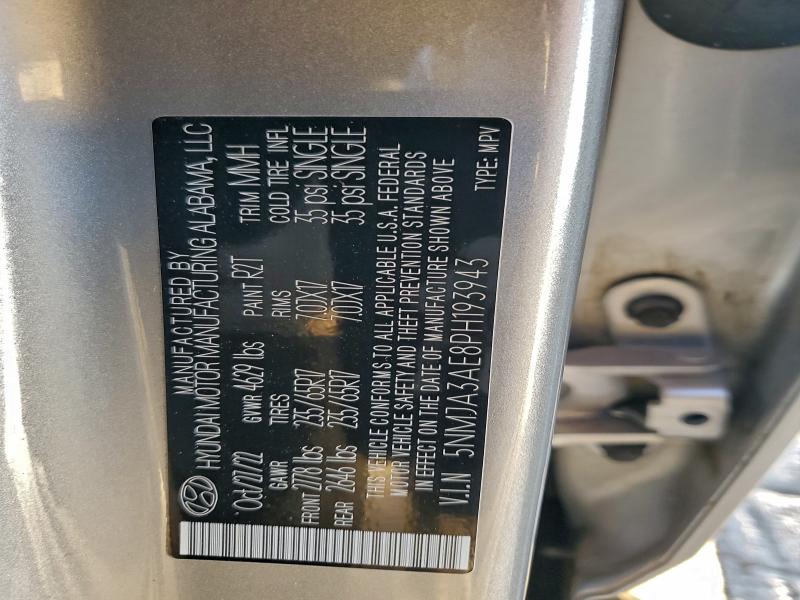 MANUFACTURED BY
HYUNDAI MOTOR MANUFACTURING ALABAMA, LLC
GVWR 4629 lbs PAINT R2T TRIM MMH
GAWR TIRES RIMS COLD TIRE INFL
FRONT 2778 lbs 235/65R17 7.0JX17 35 psi SINGLE
REAR 2646 lbs 235/65R17 7.0JX17 35 psi SINGLE
THIS VEHICLE CONFORMS TO ALL APPLICABLE U.S.A. FEDERAL
MOTOR VEHICLE SAFETY AND THEFT PREVENTION STANDARDS
IN EFFECT ON THE DATE OF MANUFACTURE SHOWN ABOVE
V.I.N 5NMJA3AE8PH193943 TYPE: MPV